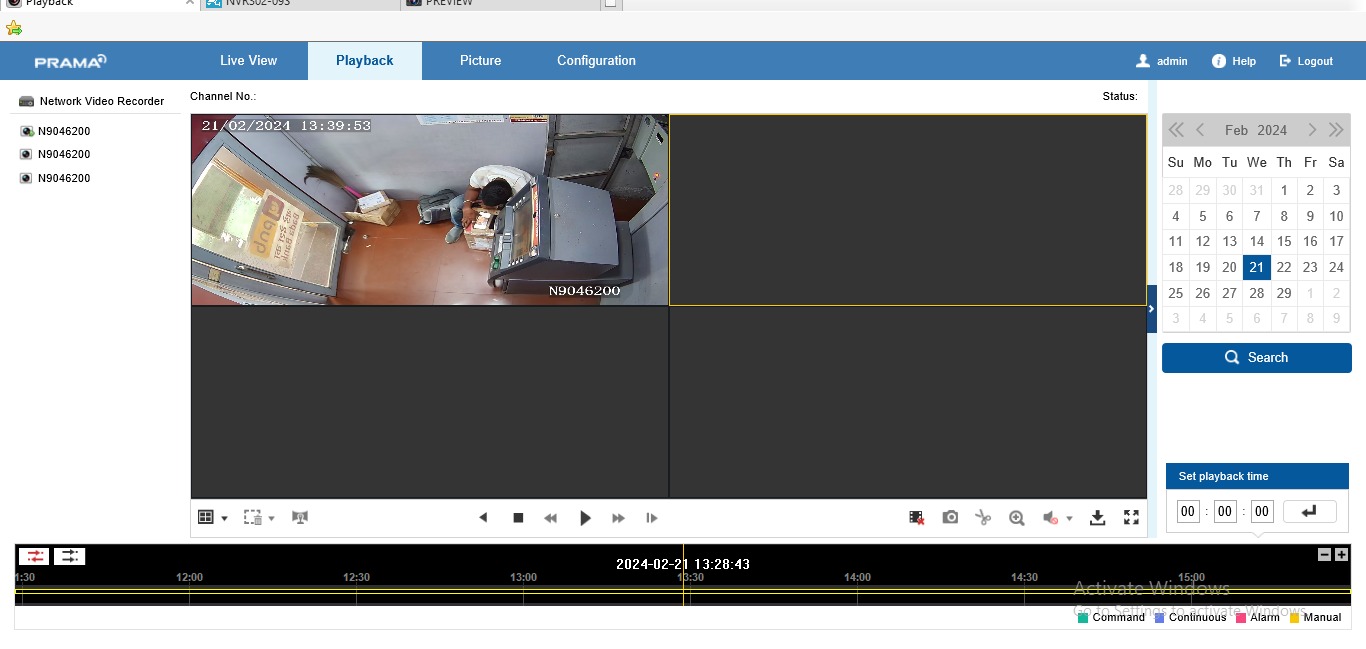 Playback
NVRS02-093
PREVIEW
PRAMA
Live View
Playback
Picture
Configuration
admin
Help
Logout
Network Video Recorder
N9046200
N9046200
N9046200
Channel No.:
Status:
21/02/2024 13:39:53
pnb
N9046200
Feb 2024
Su Mo Tu We Th Fr Sa
28 29 30 31 1 2 3
4 5 6 7 8 9 10
11 12 13 14 15 16 17
18 19 20 21 22 23 24
25 26 27 28 29 1 2
3 4 5 6 7 8 9
Search
Set playback time
00 : 00 : 00
2024-02-21 13:28:43
1:30 12:00 12:30 13:00 13:30 14:00 14:30 15:00
Activate Windows
Go to Settings to activate Windows.
Command Continuous Alarm Manual